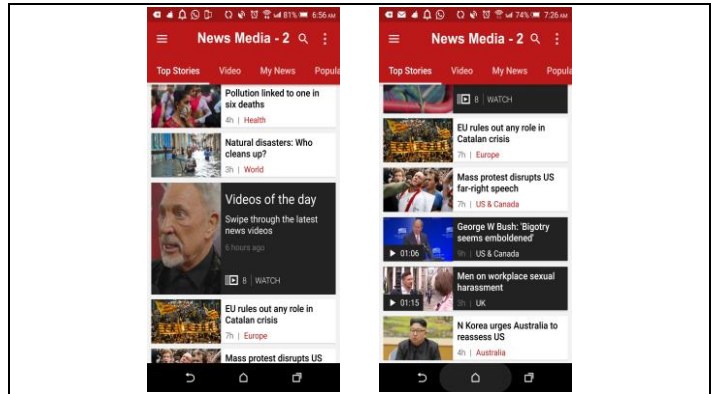 81% 6:56 AM
News Media - 2
Top Stories Video My News Popula
Pollution linked to one in
six deaths
4h | Health
Natural disasters: Who
cleans up?
3h | World
Videos of the day
Swipe through the latest
news videos
6 hours ago
8 | WATCH
EU rules out any role in
Catalan crisis
7h | Europe
Mass protest disrupts US
74% 7:26 AM
News Media - 2
Top Stories Video My News Popula
8 | WATCH
EU rules out any role in
Catalan crisis
7h | Europe
Mass protest disrupts US
far-right speech
7h | US & Canada
George W Bush: 'Bigotry
seems emboldened'
01:06
9h | US & Canada
Men on workplace sexual
harassment
01:15
3h | UK
N Korea urges Australia to
reassess US
4h | Australia